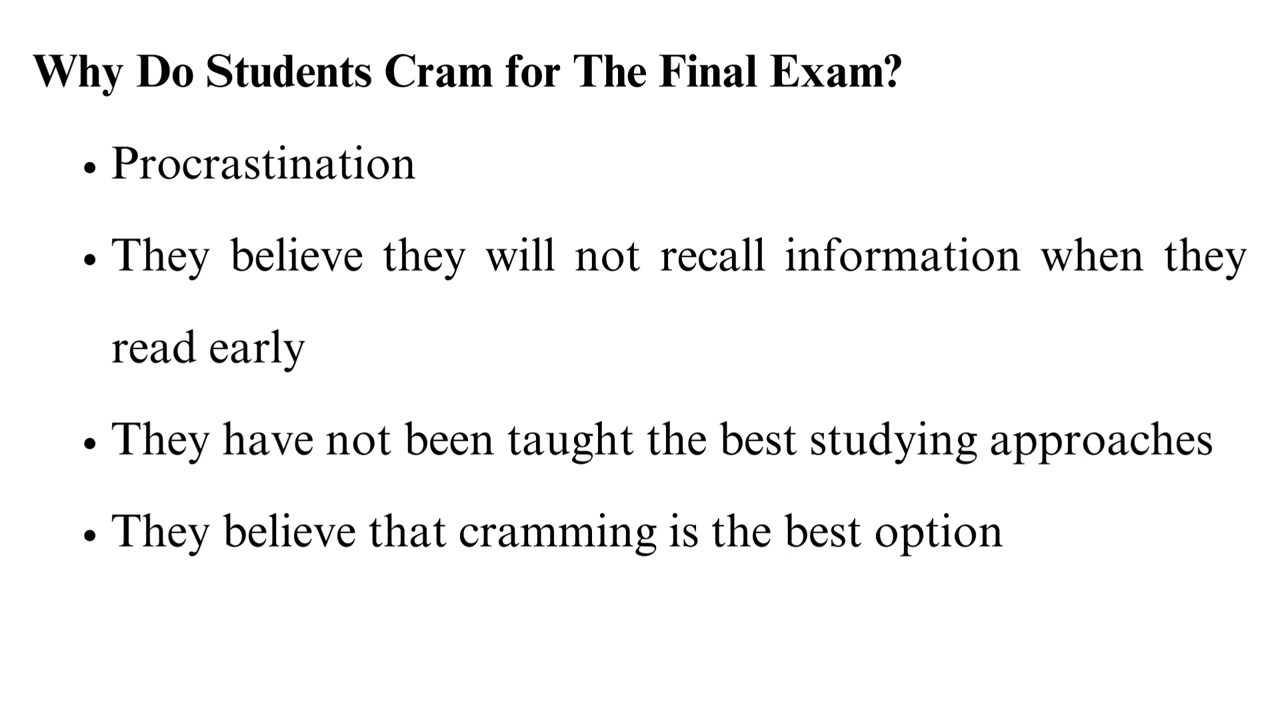 Why Do Students Cram for The Final Exam?
• Procrastination
• They believe they will not recall information when they
read early
• They have not been taught the best studying approaches
• They believe that cramming is the best option